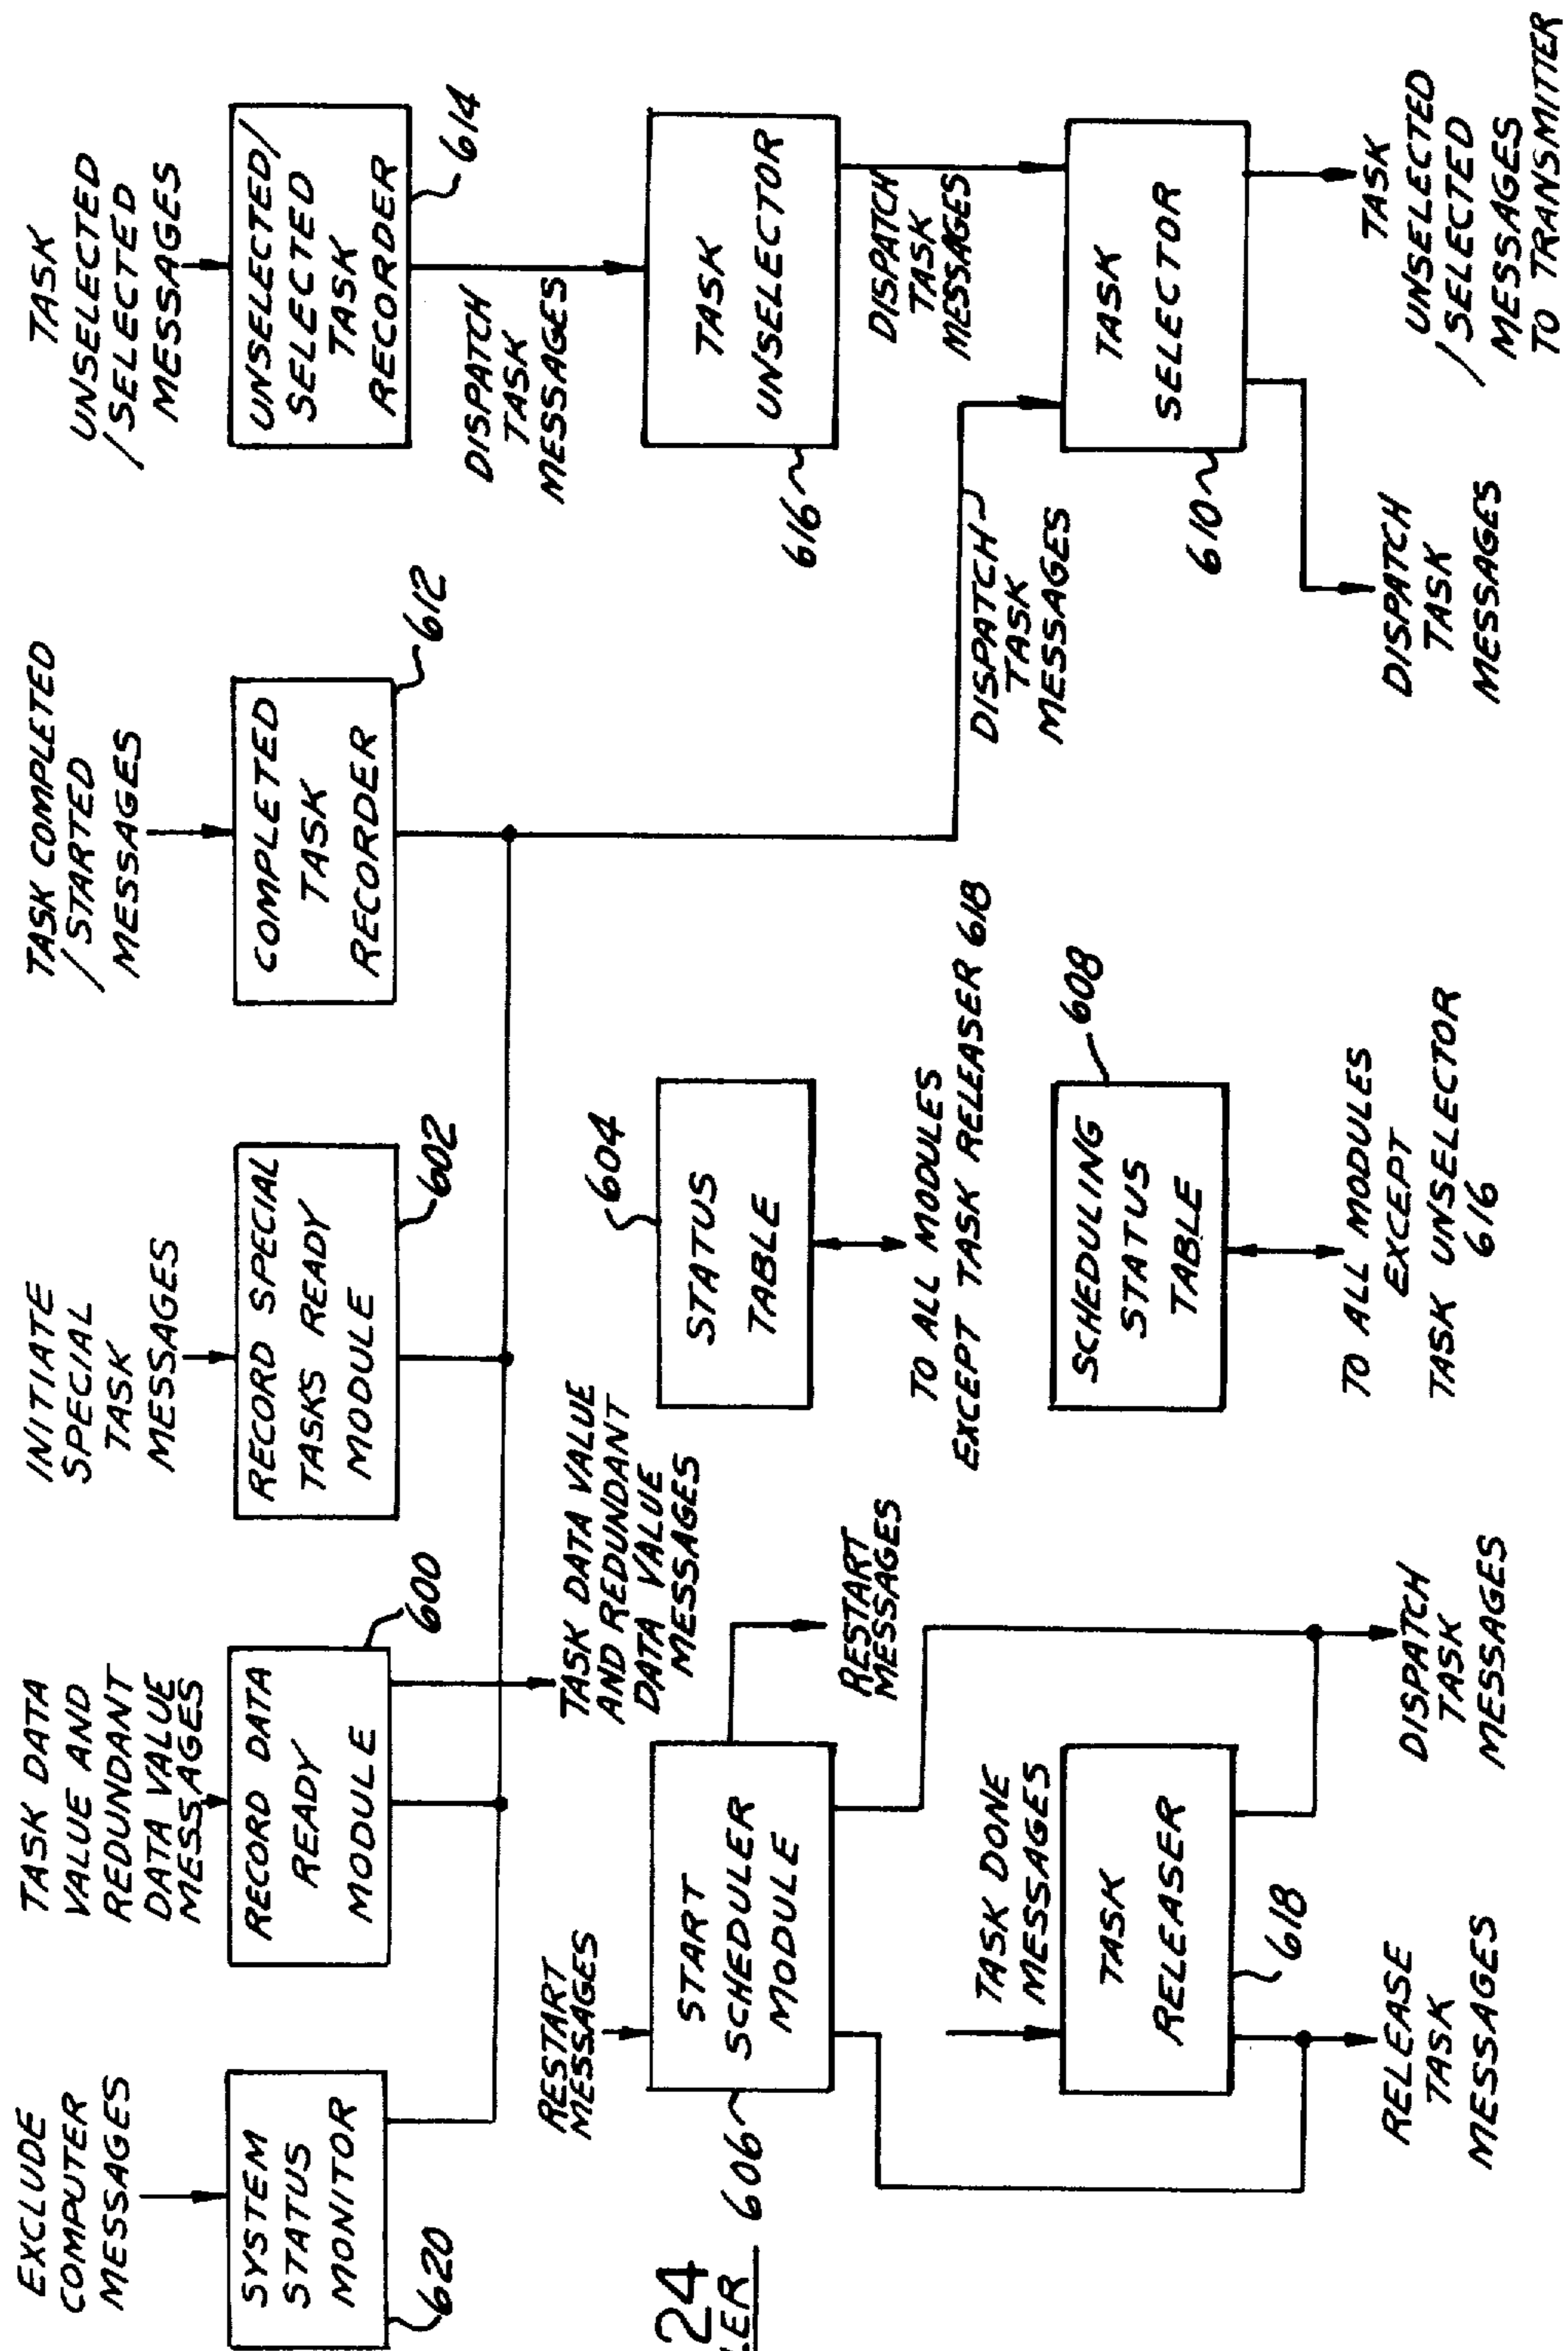 EXCLUDE
COMPUTER
MESSAGES
SYSTEM
STATUS
MONITOR
620
TASK DATA
VALUE AND
REDUNDANT
DATA VALUE
MESSAGES
RECORD DATA
READY
MODULE
600
TASK DATA VALUE
AND REDUNDANT
DATA VALUE
MESSAGES
INITIATE
SPECIAL
TASK
MESSAGES
RECORD SPECIAL
TASKS READY
MODULE
602
TASK COMPLETED
/STARTED
MESSAGES
COMPLETED
TASK
RECORDER
612
TASK
UNSELECTED
/SELECTED
MESSAGES
UNSELECTED/
SELECTED
TASK
RECORDER
614
DISPATCH
TASK
MESSAGES
RESTART
MESSAGES
START
SCHEDULER
MODULE
606
RESTART
MESSAGES
604
STATUS
TABLE
TO ALL MODULES
EXCEPT TASK RELEASER 618
TASK
UNSELECTOR
616
DISPATCH
TASK
MESSAGES
DISPATCH
TASK
MESSAGES
TASK DONE
MESSAGES
TASK
RELEASER
618
RELEASE
TASK
MESSAGES
DISPATCH
TASK
MESSAGES
SCHEDULING
STATUS
TABLE
608
TO ALL MODULES
EXCEPT
TASK UNSELECTOR
616
TASK
SELECTOR
610
DISPATCH
TASK
MESSAGES
TASK
UNSELECTED
/SELECTED
MESSAGES
TO TRANSMITTER
24